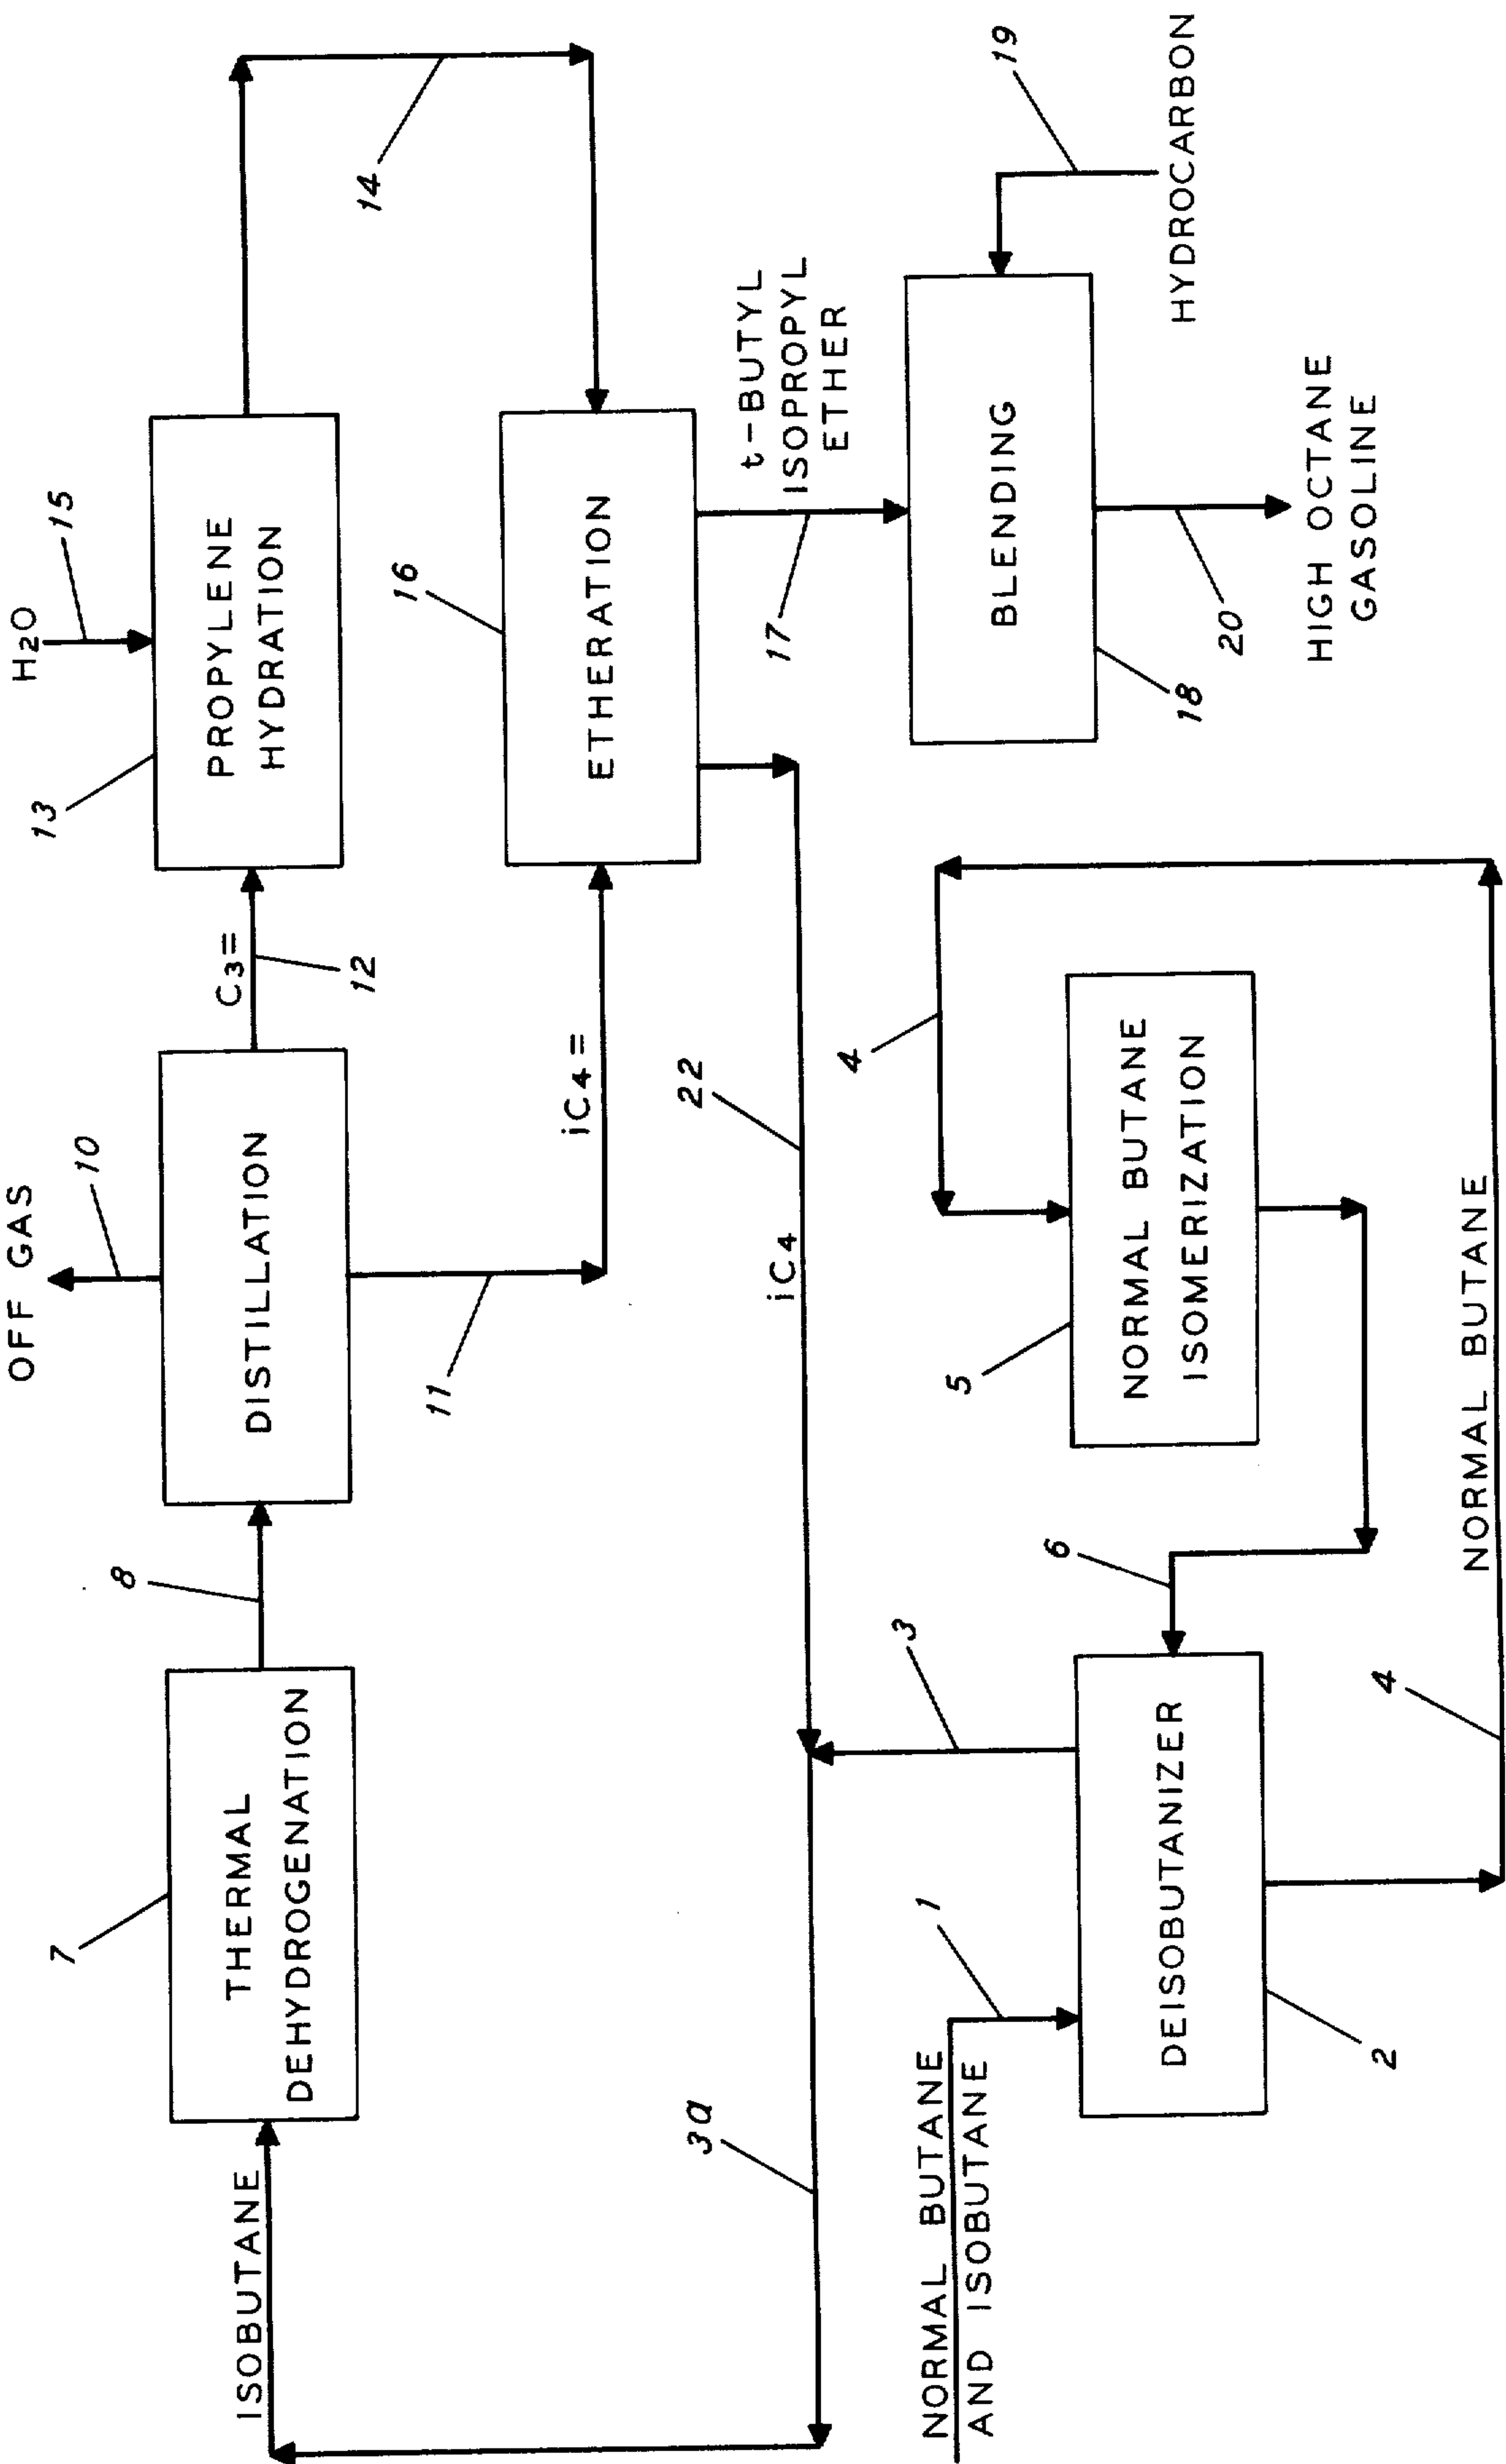 OFF GAS
10
H₂O
15
7
THERMAL
DEHYDROGENATION
8
DISTILLATION
C₃=
12
13
PROPYLENE
HYDRATION
14
ISOBUTANE
11
iC₄=
16
ETHERATION
3a
iC₄
22
17
t-BUTYL
ISOPROPYL
ETHER
NORMAL BUTANE
AND ISOBUTANE
1
3
DEISOBUTANIZER
2
6
5
NORMAL BUTANE
ISOMERIZATION
4
4
NORMAL BUTANE
18
BLENDING
19
HYDROCARBON
20
HIGH OCTANE
GASOLINE